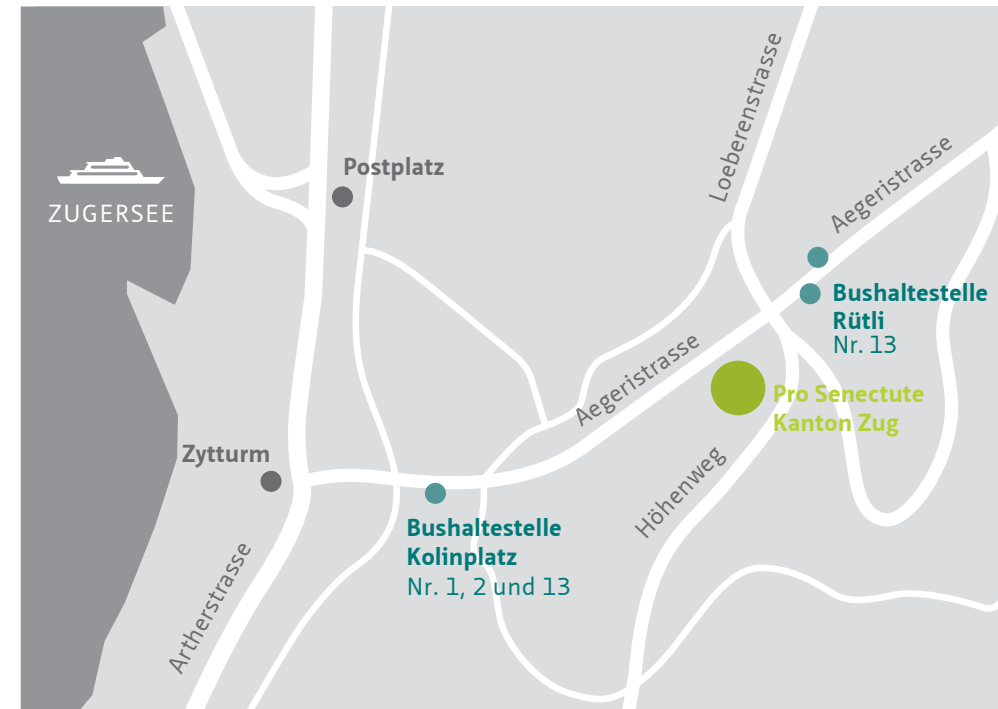 Loeberenstrasse
Aegeristrasse
Postplatz
ZUGERSEE
Bushaltestelle
Rütli
Nr. 13
Aegeristrasse
Pro Senectute
Kanton Zug
Zytturm
Höhenweg
Bushaltestelle
Kolinplatz
Nr. 1, 2 und 13
Artherstrasse